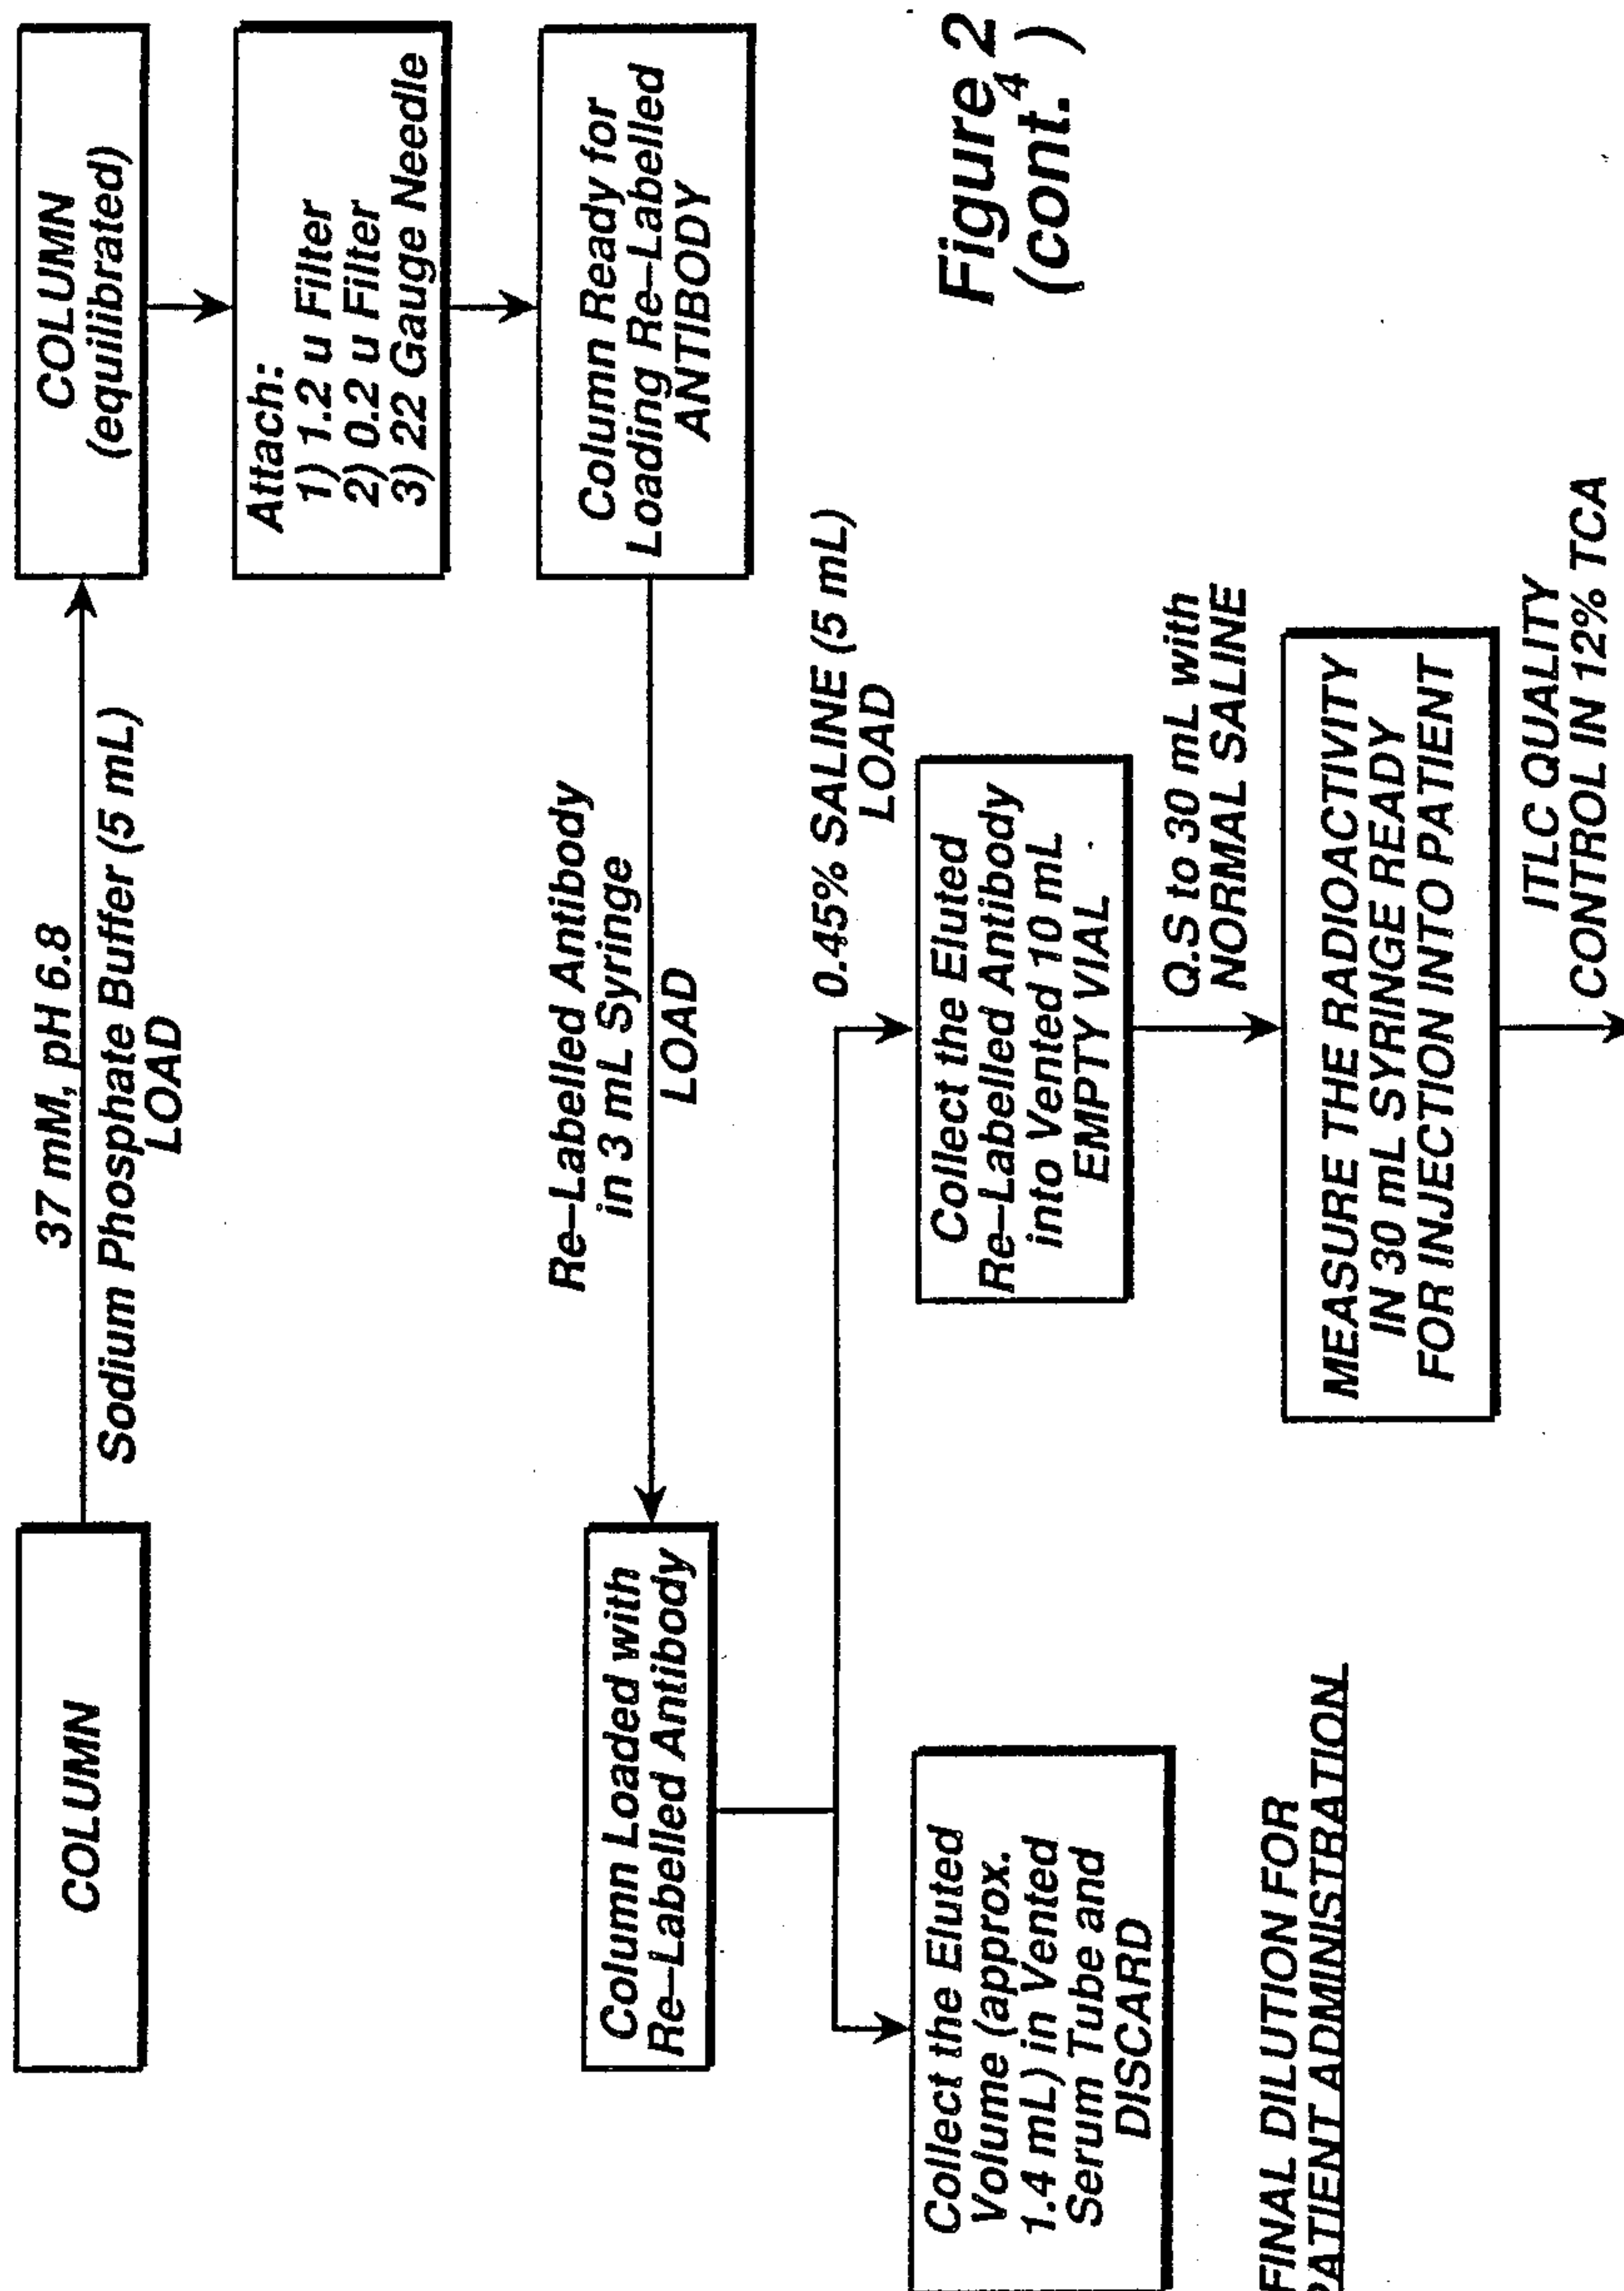 COLUMN
37 mM, pH 6.8
Sodium Phosphate Buffer (5 mL)
LOAD
COLUMN
(equilibrated)
Attach:
1) 1.2 u Filter
2) 0.2 u Filter
3) 22 Gauge Needle
Column Ready for
Loading Re-Labelled
ANTIBODY
Re-Labelled Antibody
in 3 mL Syringe
LOAD
Column Loaded with
Re-Labelled Antibody
Collect the Eluted
Volume (approx.
1.4 mL) in Vented
Serum Tube and
DISCARD
0.45% SALINE (5 mL)
LOAD
Collect the Eluted
Re-Labelled Antibody
into Vented 10 mL
EMPTY VIAL
Q.S to 30 mL with
NORMAL SALINE
FINAL DILUTION FOR
PATIENT ADMINISTRATION
MEASURE THE RADIOACTIVITY
IN 30 mL SYRINGE READY
FOR INJECTION INTO PATIENT
ITLC QUALITY
CONTROL IN 12% TCA
Figure 2
(cont.4)